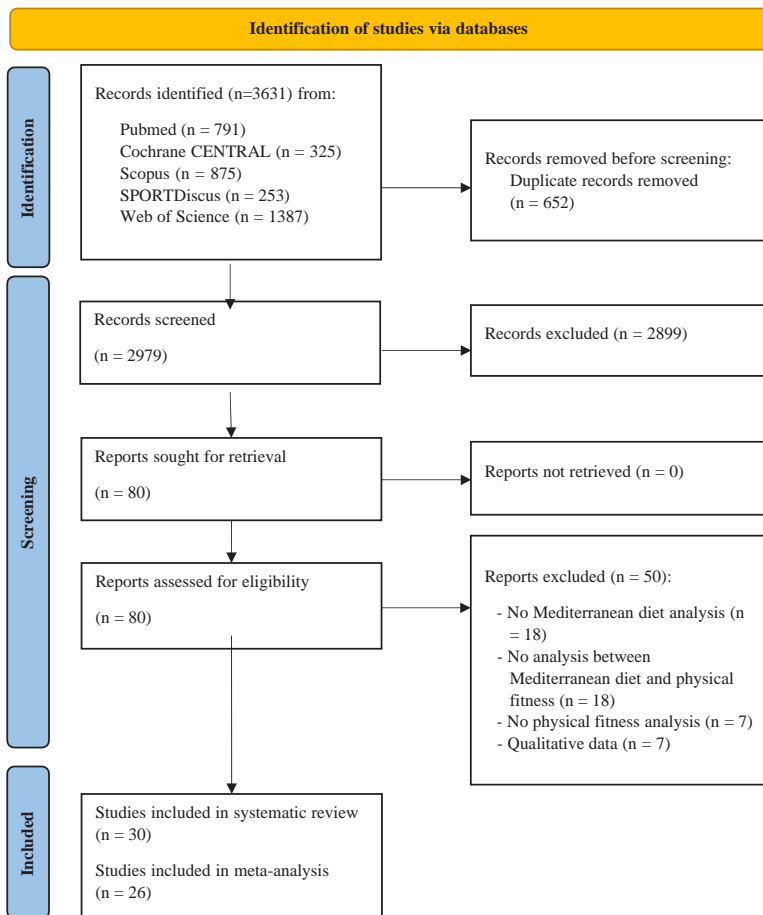 Identification of studies via databases
Identification
Records identified (n=3631) from:
Pubmed (n = 791)
Cochrane CENTRAL (n = 325)
Scopus (n = 875)
SPORTDiscus (n = 253)
Web of Science (n = 1387)
Records removed before screening:
Duplicate records removed
(n = 652)
Screening
Records screened
(n = 2979)
Records excluded (n = 2899)
Reports sought for retrieval
(n = 80)
Reports not retrieved (n = 0)
Reports assessed for eligibility
(n = 80)
Reports excluded (n = 50):
- No Mediterranean diet analysis (n
= 18)
- No analysis between
Mediterranean diet and physical
fitness (n = 18)
- No physical fitness analysis (n = 7)
- Qualitative data (n = 7)
Included
Studies included in systematic review
(n = 30)
Studies included in meta-analysis
(n = 26)